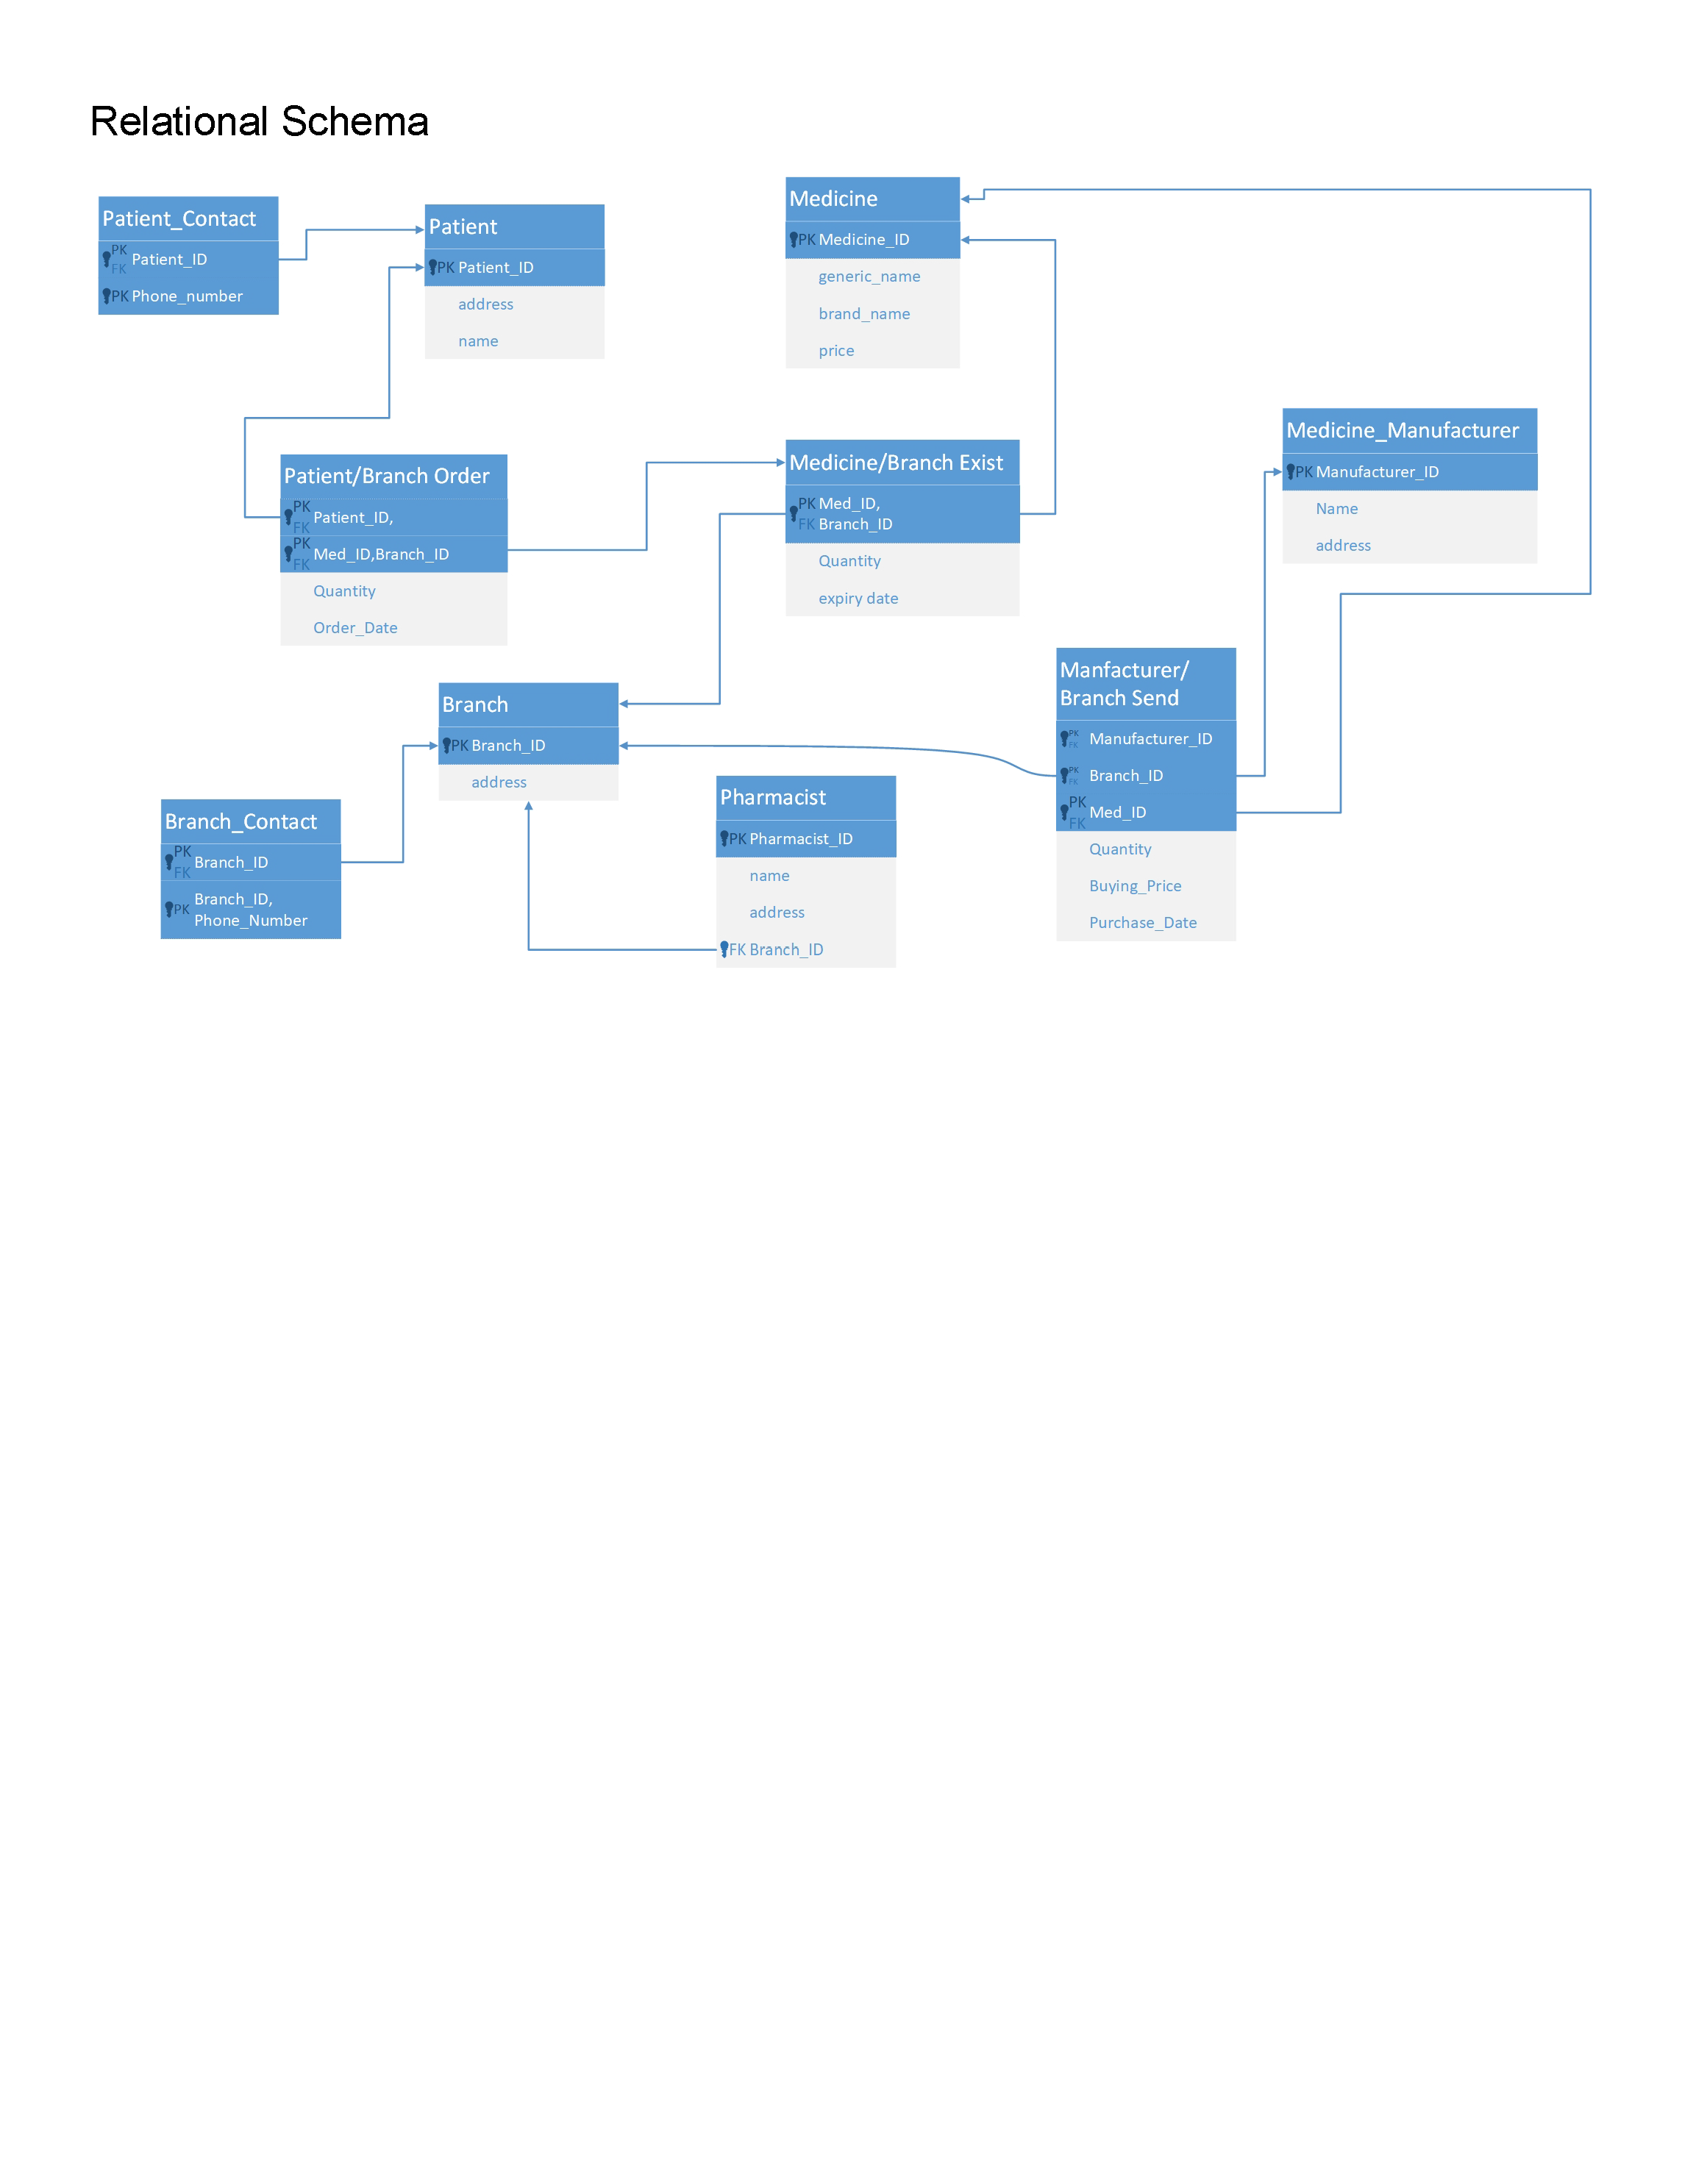 Relational Schema
Patient_Contact
PK
FK
Patient_ID
PK Phone_number
Patient
PK Patient_ID
address
name
Medicine
PK Medicine_ID
generic_name
brand_name
price
Patient/Branch Order
PK
FK
Patient_ID,
PK
FK
Med_ID,Branch_ID
Quantity
Order_Date
Medicine/Branch Exist
PK Med_ID,
FK Branch_ID
Quantity
expiry date
Medicine_Manufacturer
PK Manufacturer_ID
Name
address
Branch
PK Branch_ID
address
Manfacturer/
Branch Send
PK
FK
Manufacturer_ID
PK
FK
Branch_ID
PK
FK
Med_ID
Quantity
Buying_Price
Purchase_Date
Branch_Contact
PK
FK
Branch_ID
PK
Branch_ID,
Phone_Number
Pharmacist
PK Pharmacist_ID
name
address
FK Branch_ID